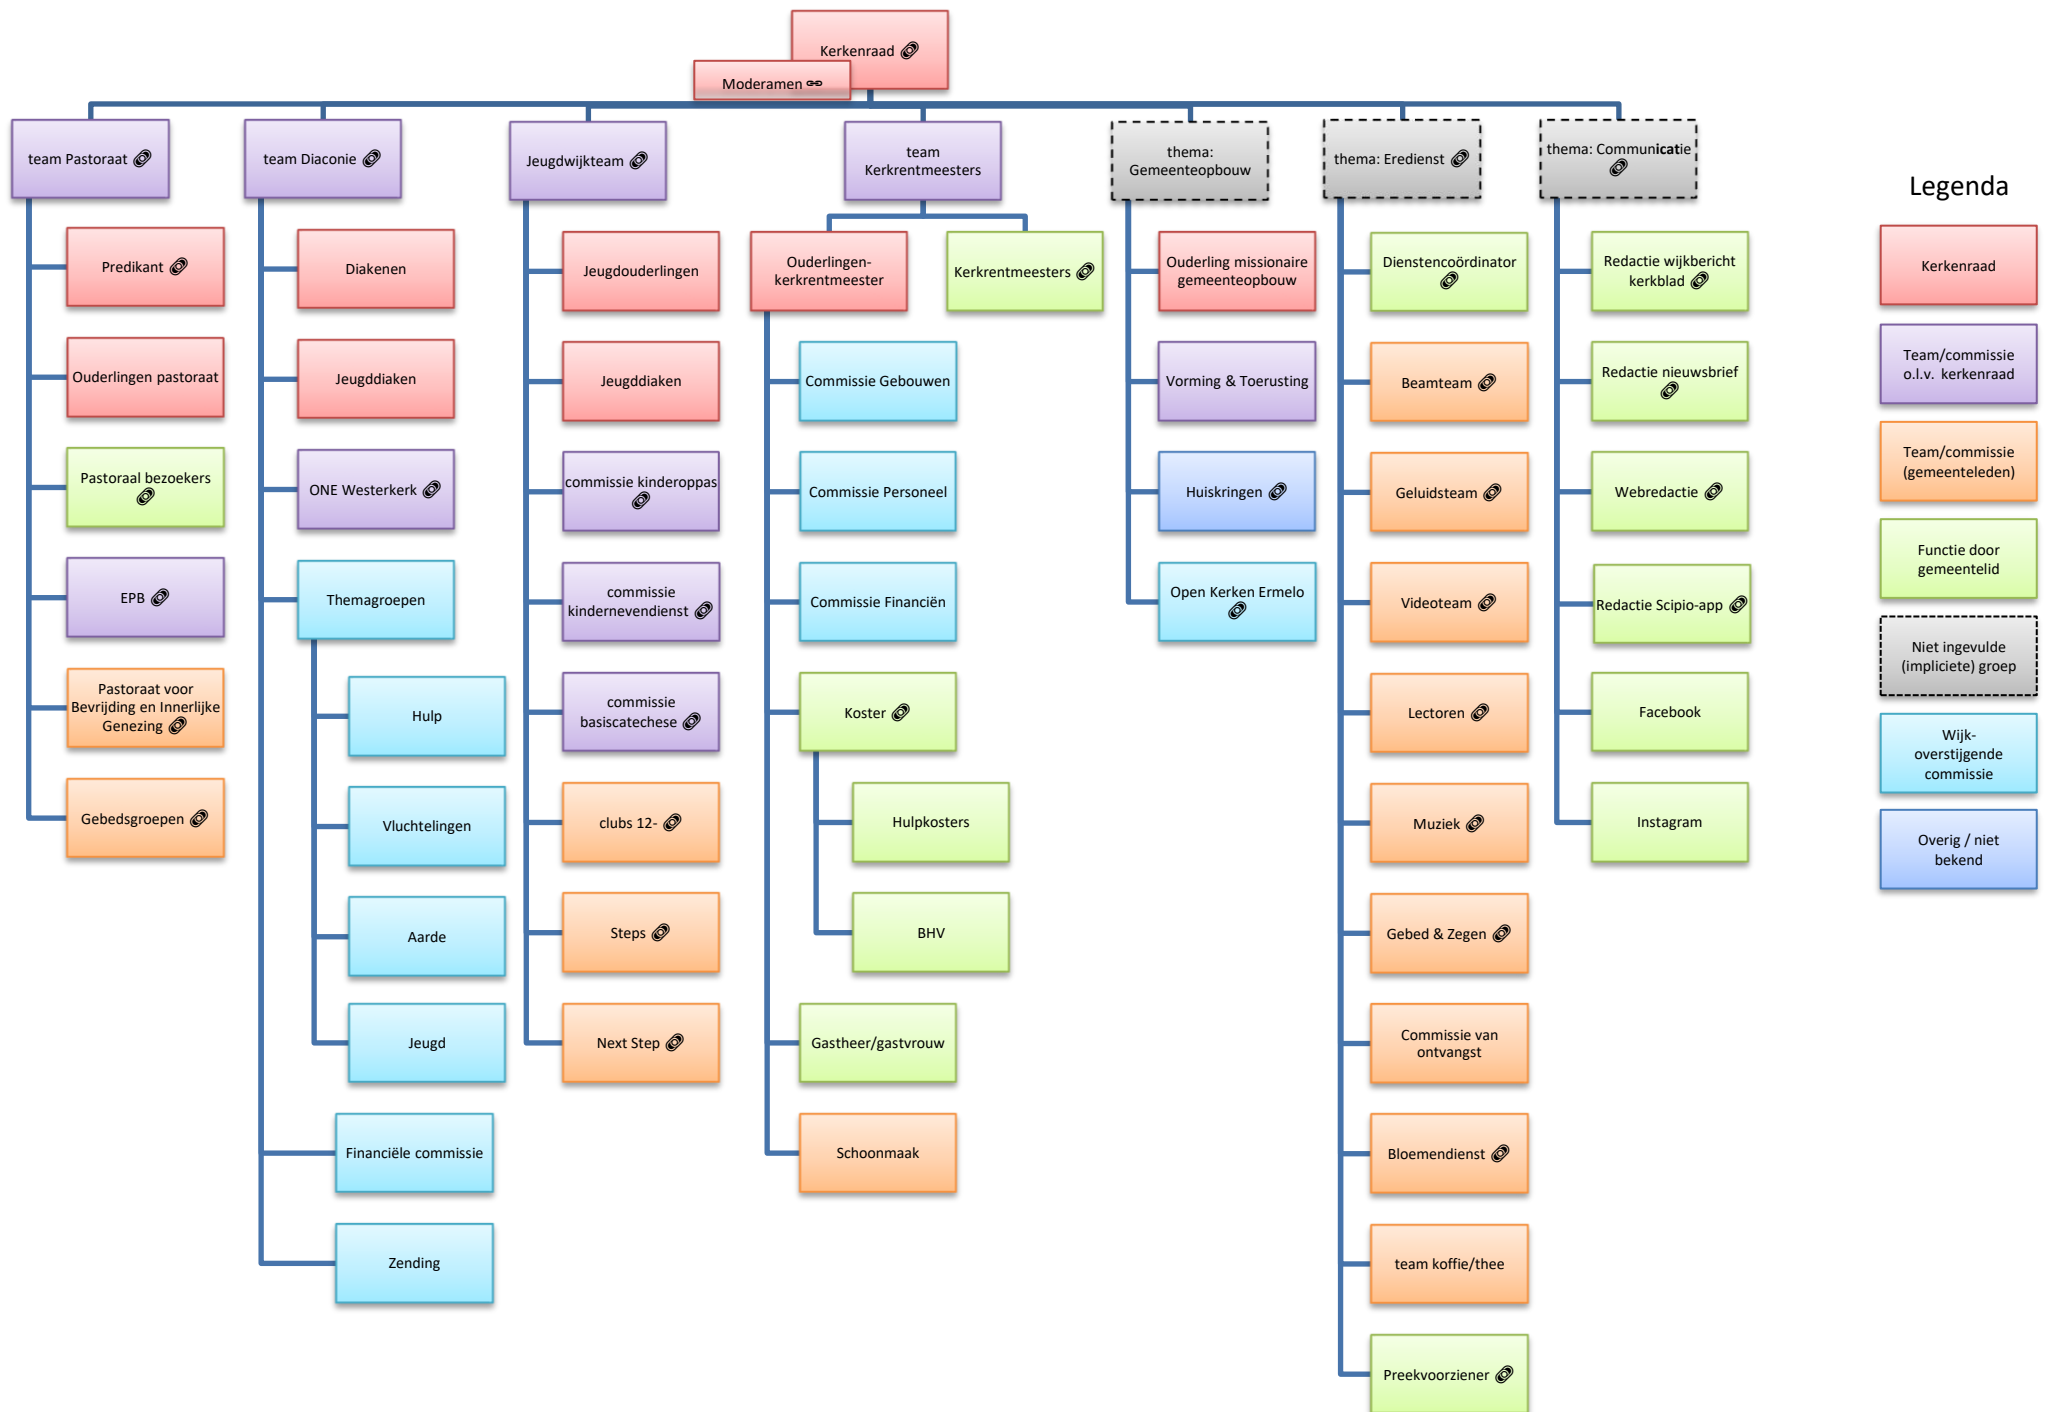 Kerkenraad
Moderamen
team Pastoraat
Predikant
Ouderlingen pastoraat
Pastoraal bezoekers
EPB
Pastoraat voor
Bevrijding en Innerlijke
Genezing
Gebedsgroepen
team Diaconie
Diakenen
Jeugddiaken
ONE Westerkerk
Themagroepen
Hulp
Vluchtelingen
Aarde
Jeugd
Financiële commissie
Zending
Jeugdwijkteam
Jeugdouderlingen
Jeugddiaken
commissie kinderoppas
commissie
kindernevendienst
commissie
basiscatechese
clubs 12-
Steps
Next Step
team
Kerkrentmeesters
Ouderlingen-
kerkrentmeester
Kerkrentmeesters
Commissie Gebouwen
Commissie Personeel
Commissie Financiën
Koster
Hulpkosters
BHV
Gastheer/gastvrouw
Schoonmaak
thema:
Gemeenteopbouw
Ouderling missionaire
gemeenteopbouw
Vorming & Toerusting
Huiskringen
Open Kerken Ermelo
thema: Eredienst
Dienstencoördinator
Beamteam
Geluidsteam
Videoteam
Lectoren
Muziek
Gebed & Zegen
Commissie van
ontvangst
Bloemendienst
team koffie/thee
Preekvoorziener
thema: Communicatie
Redactie wijkbericht
kerkblad
Redactie nieuwsbrief
Webredactie
Redactie Scipio-app
Facebook
Instagram
Legenda
Kerkenraad
Team/commissie
o.l.v. kerkenraad
Team/commissie
(gemeenteleden)
Functie door
gemeentelid
Niet ingevulde
(impliciete) groep
Wijk-
overstijgende
commissie
Overig / niet
bekend